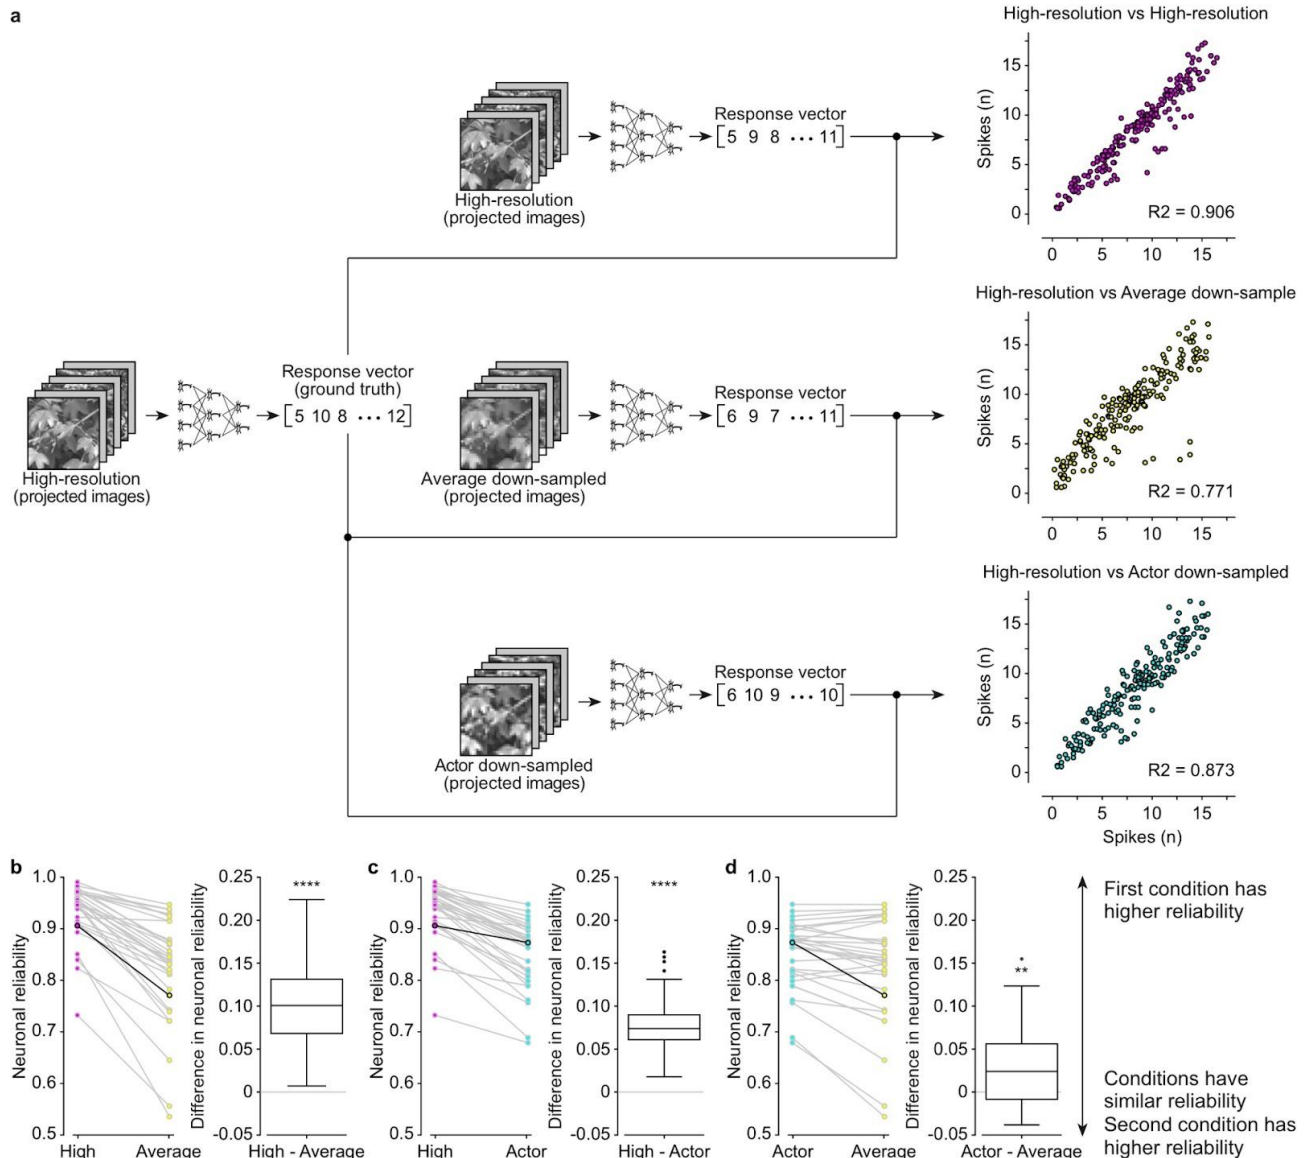 a
High-resolution vs High-resolution
Spikes (n)
15
10
5
0
R2 = 0.906
0 5 10 15
Response vector
[5 9 8 ••• 11]
High-resolution
(projected images)
High-resolution vs Average down-sample
Spikes (n)
15
10
5
0
R2 = 0.771
0 5 10 15
Response vector
(ground truth)
[5 10 8 ••• 12]
High-resolution
(projected images)
Response vector
[6 9 7 ••• 11]
Average down-sampled
(projected images)
High-resolution vs Actor down-sampled
Spikes (n)
15
10
5
0
R2 = 0.873
0 5 10 15
Spikes (n)
Response vector
[6 10 9 ••• 10]
Actor down-sampled
(projected images)
b
Neuronal reliability
1.0
0.9
0.8
0.7
0.6
0.5
High Average
Difference in neuronal reliability
0.25
0.20
0.15
0.10
0.05
0
-0.05
****
High - Average
c
Neuronal reliability
1.0
0.9
0.8
0.7
0.6
0.5
High Actor
Difference in neuronal reliability
0.25
0.20
0.15
0.10
0.05
0
-0.05
****
High - Actor
d
Neuronal reliability
1.0
0.9
0.8
0.7
0.6
0.5
Actor Average
Difference in neuronal reliability
0.25
0.20
0.15
0.10
0.05
0
-0.05
**
Actor - Average
First condition has
higher reliability
Conditions have
similar reliability
Second condition has
higher reliability